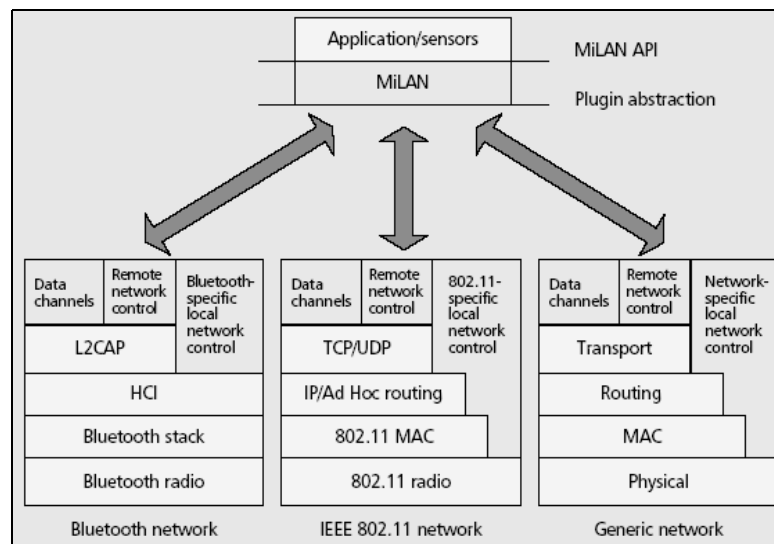 Application/sensors
MiLAN API
MiLAN
Plugin abstraction
Data
channels
Remote
network
control
Bluetooth-
specific
local
network
control
L2CAP
HCI
Bluetooth stack
Bluetooth radio
Bluetooth network
Data
channels
Remote
network
control
802.11-
specific
local
network
control
TCP/UDP
IP/Ad Hoc routing
802.11 MAC
802.11 radio
IEEE 802.11 network
Data
channels
Remote
network
control
Network-
specific
local
network
control
Transport
Routing
MAC
Physical
Generic network